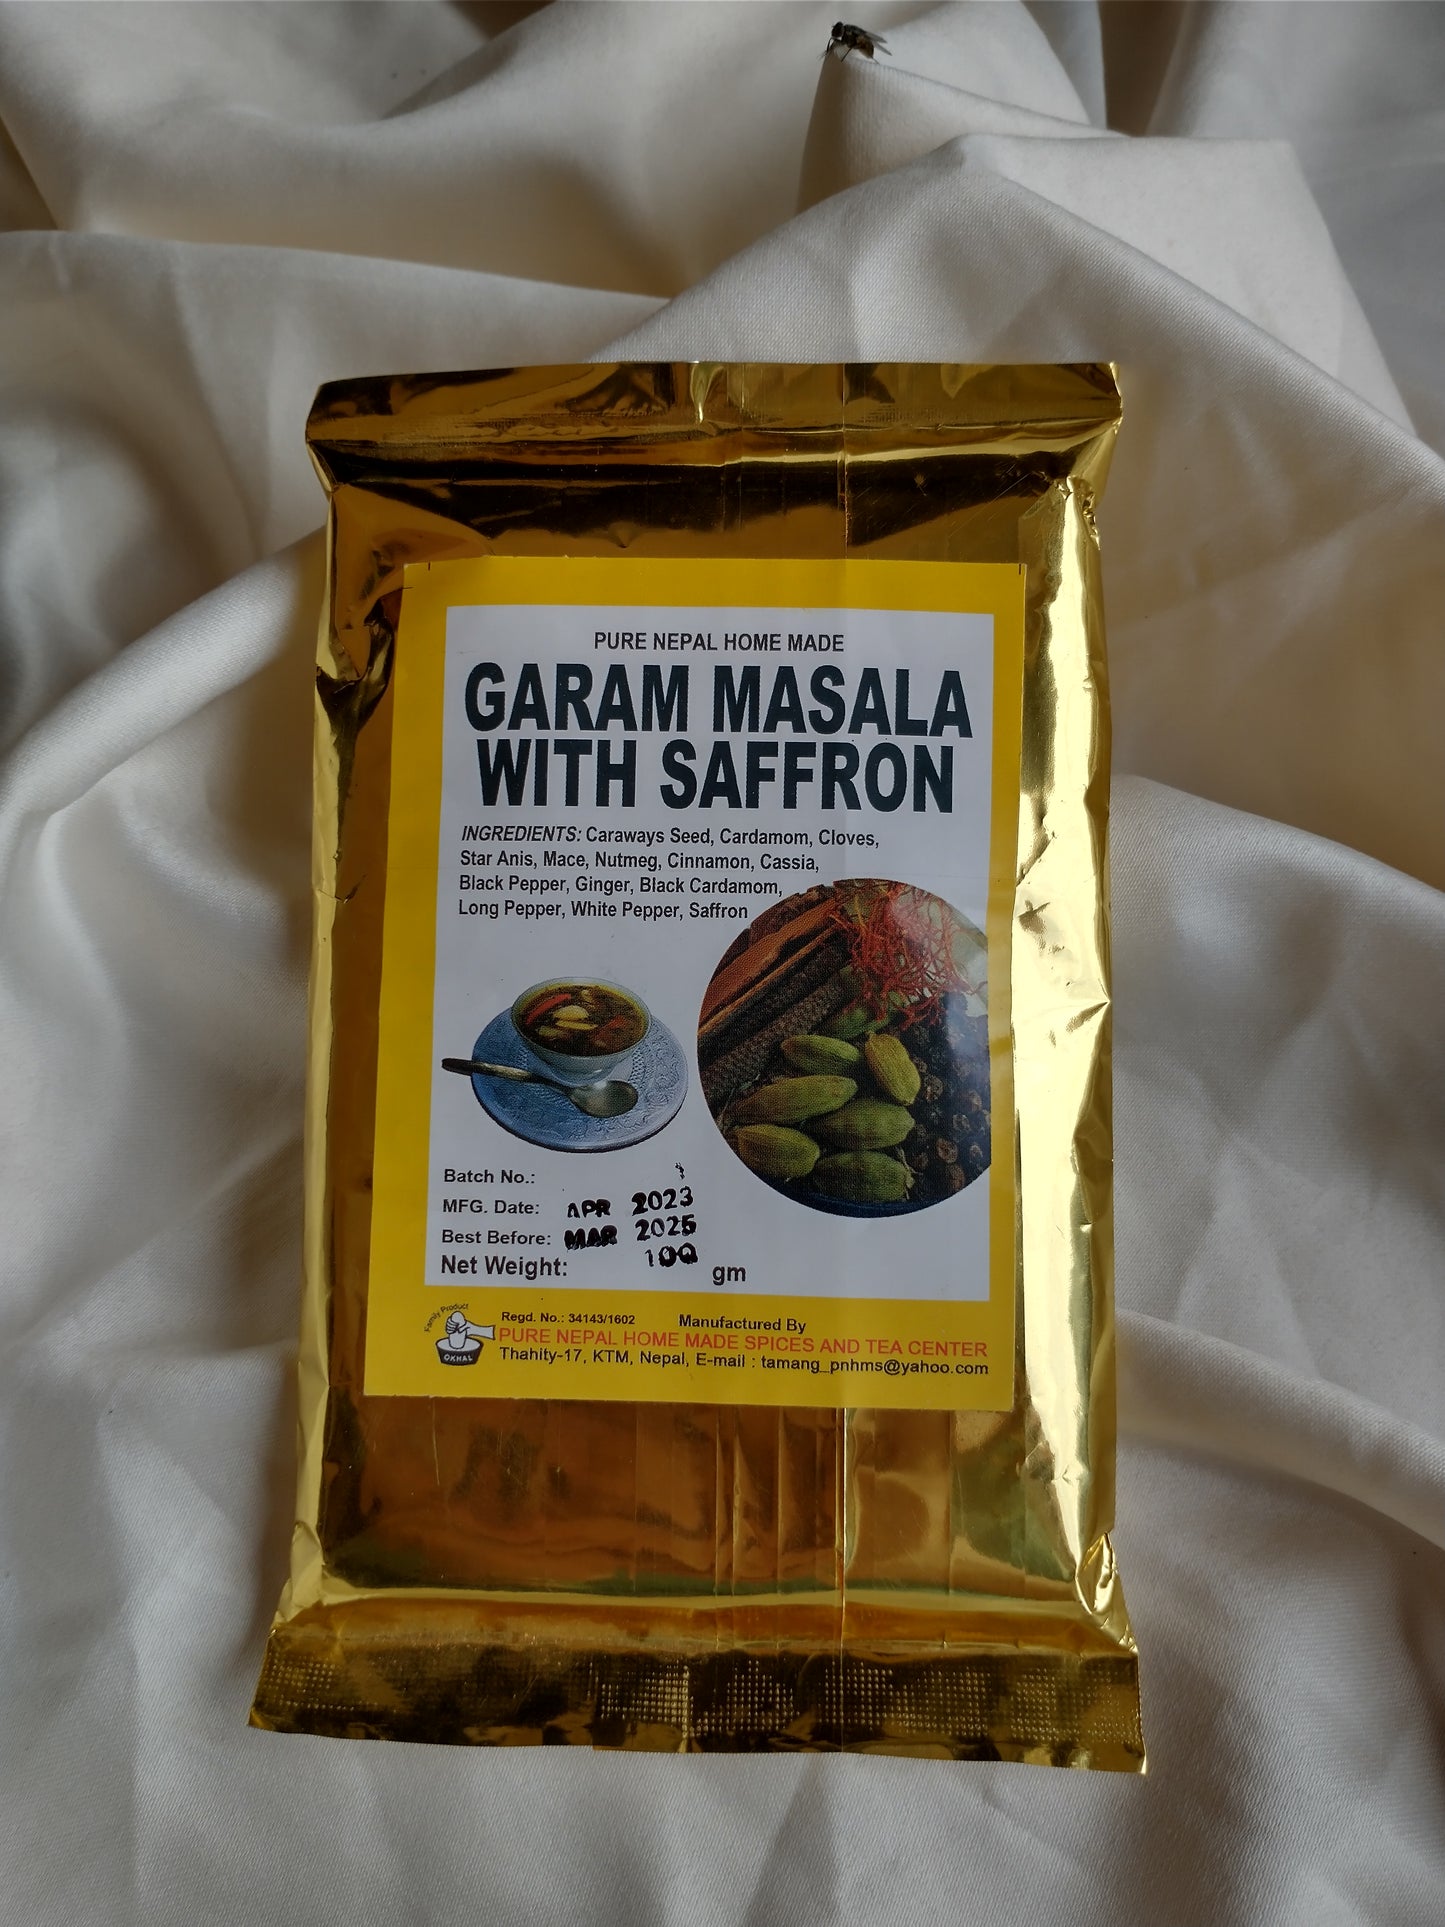 PURE NEPAL HOME MADE
GARAM MASALA
WITH SAFFRON
INGREDIENTS: Caraways Seed, Cardamom, Cloves,
Star Anis, Mace, Nutmeg, Cinnamon, Cassia,
Black Pepper, Ginger, Black Cardamom,
Long Pepper, White Pepper, Saffron
Batch No.:
MFG. Date: APR 2023
Best Before: MAR 2025
Net Weight: 100 gm
Family Product
OKHAL
Regd. No.: 34143/1602 Manufactured By
PURE NEPAL HOME MADE SPICES AND TEA CENTER
Thahity-17, KTM, Nepal, E-mail : tamang_pnhms@yahoo.com